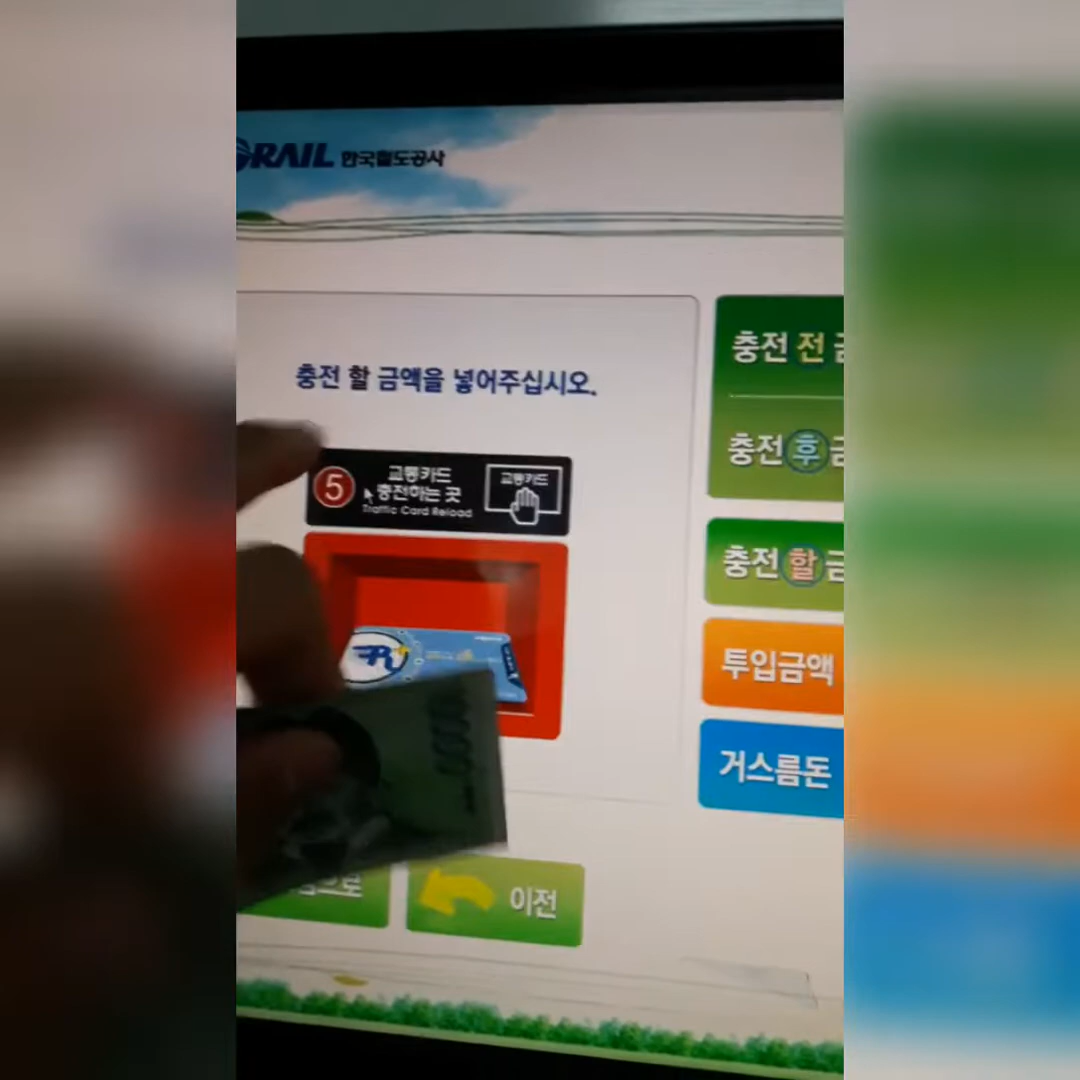 RAIL 한국철도공사
충전 할 금액을 넣어주십시오.
5
교통카드
충전하는 곳
Traffic Card Reload
교통카드
충전 전
충전 후
충전 할
투입금액
거스름돈
이전